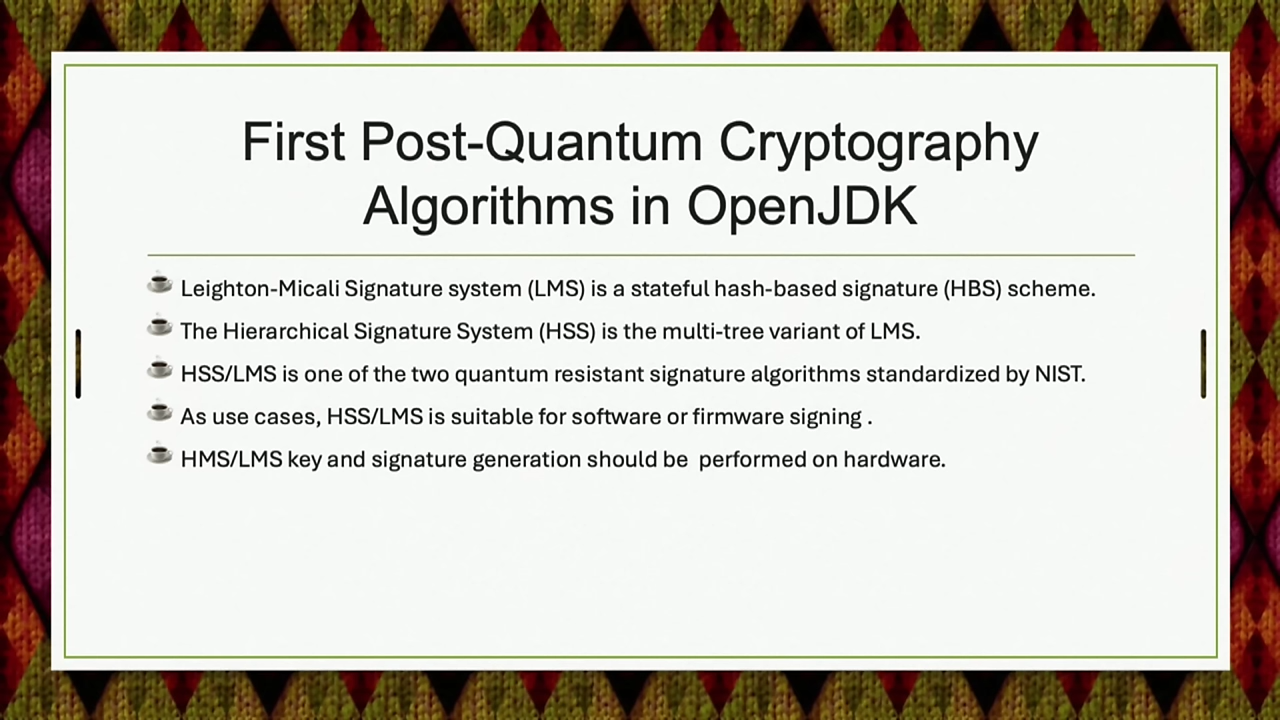 First Post-Quantum Cryptography
Algorithms in OpenJDK
Leighton-Micali Signature system (LMS) is a stateful hash-based signature (HBS) scheme.
The Hierarchical Signature System (HSS) is the multi-tree variant of LMS.
HSS/LMS is one of the two quantum resistant signature algorithms standardized by NIST.
As use cases, HSS/LMS is suitable for software or firmware signing .
HMS/LMS key and signature generation should be  performed on hardware.